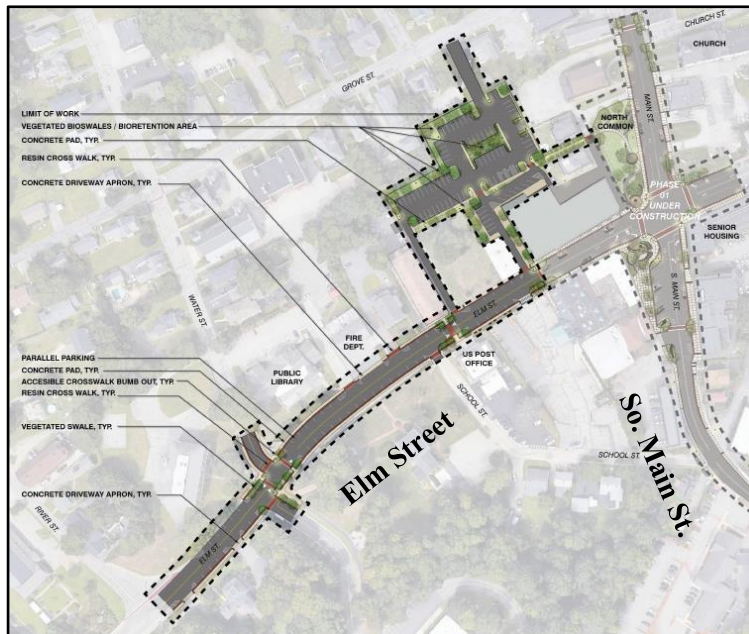 CHURCH ST.
CHURCH
GROVE ST.
MAIN ST.
LIMIT OF WORK
VEGETATED BIOSWALES / BIORETENTION AREA
CONCRETE PAD, TYP.
RESIN CROSS WALK, TYP.
CONCRETE DRIVEWAY APRON, TYP.
NORTH
COMMON
PHASE
01
UNDER
CONSTRUCTION
SENIOR
HOUSING
S. MAIN ST.
WATER ST.
ELM ST.
FIRE
DEPT.
PUBLIC
LIBRARY
US POST
OFFICE
SCHOOL ST.
PARALLEL PARKING
CONCRETE PAD, TYP.
ACCESIBLE CROSSWALK BUMB OUT, TYP.
RESIN CROSS WALK, TYP.
VEGETATED SWALE, TYP.
CONCRETE DRIVEWAY APRON, TYP.
Elm Street
So. Main St.
SCHOOL ST.
RIVER ST.
ELM ST.